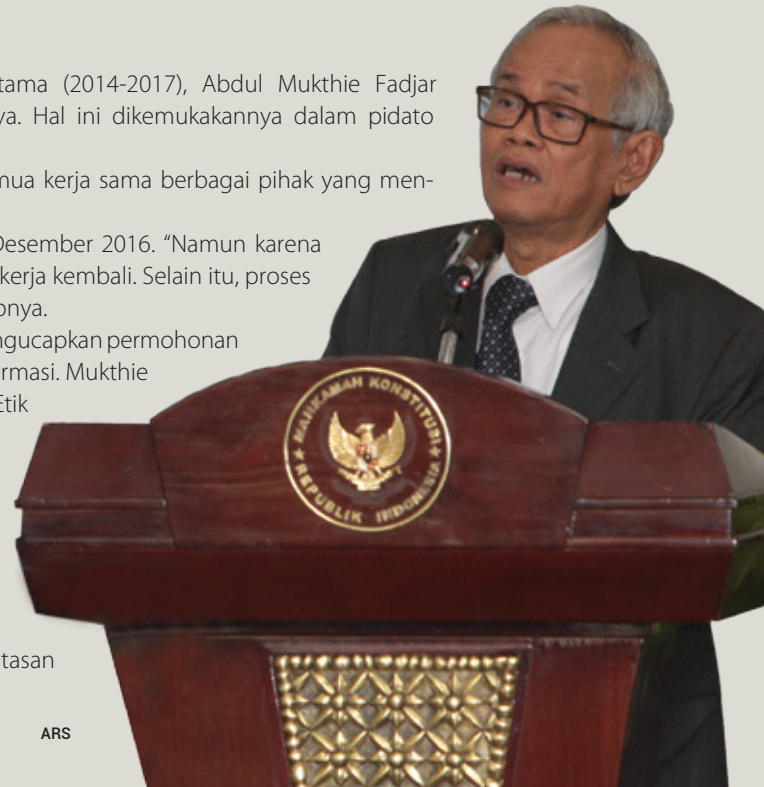 tama (2014-2017), Abdul Mukthie Fadjar
ya. Hal ini dikemukakannya dalam pidato
mua kerja sama berbagai pihak yang men-
Desember 2016. “Namun karena
kerja kembali. Selain itu, proses
onya.
ngucapkan permohonan
rmasi. Mukthie
Etik
tasan
ARS
MAHKAMAH KONSTITUSI
REPUBLIK INDONESIA